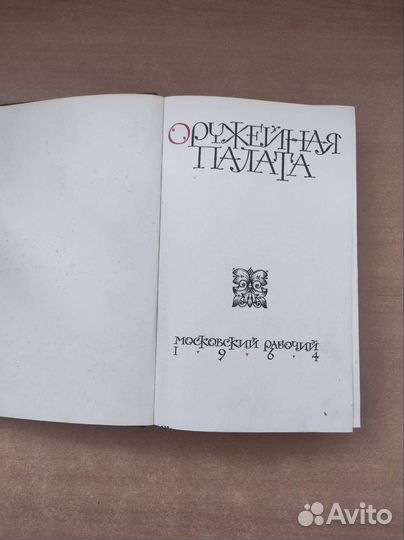 ОРУЖЕЙНАЯ
ПАЛАТА
МОСКОВСКИЙ РАБОЧИЙ
1 • 9 • 6 • 4
Avito